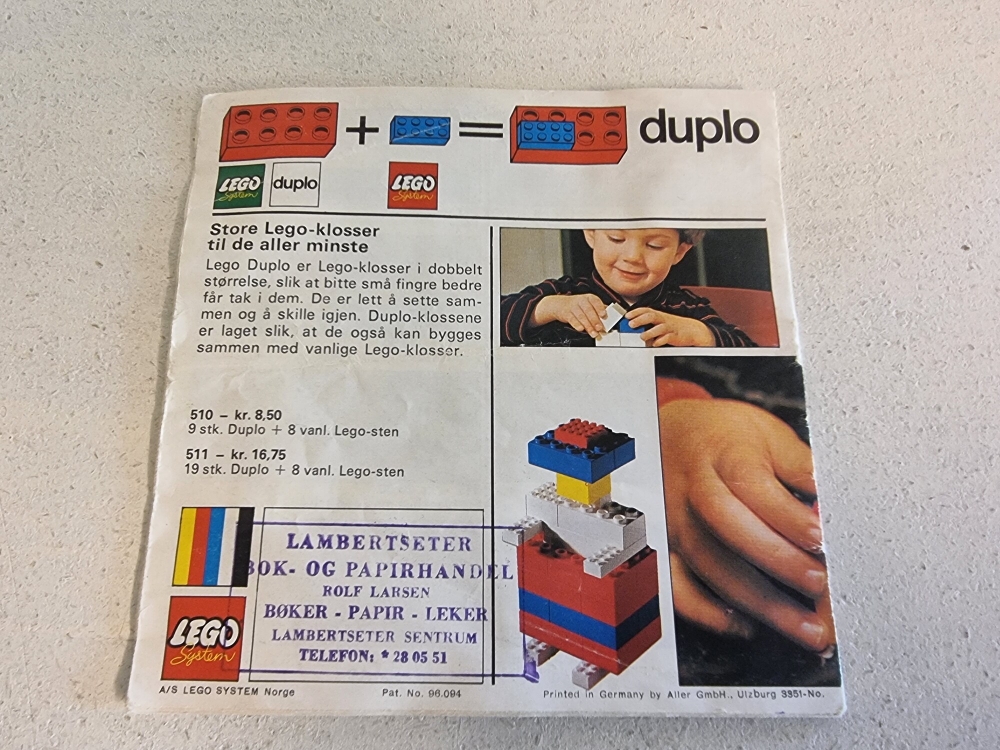 + = duplo
LEGO
System
duplo
LEGO
System
Store Lego-klosser
til de aller minste
Lego Duplo er Lego-klosser i dobbelt
størrelse, slik at bitte små fingre bedre
får tak i dem. De er lett å sette sam-
men og å skille igjen. Duplo-klossene
er laget slik, at de også kan bygges
sammen med vanlige Lego-klosser.
510 – kr. 8,50
9 stk. Duplo + 8 vanl. Lego-sten
511 – kr. 16,75
19 stk. Duplo + 8 vanl. Lego-sten
LAMBERTSETER
BOK- OG PAPIRHANDEL
ROLF LARSEN
BØKER - PAPIR - LEKER
LAMBERTSETER SENTRUM
TELEFON: * 28 05 51
LEGO
System
A/S LEGO SYSTEM Norge
Pat. No. 96.094
Printed in Germany by Aller GmbH., Ulzburg 3351-No.